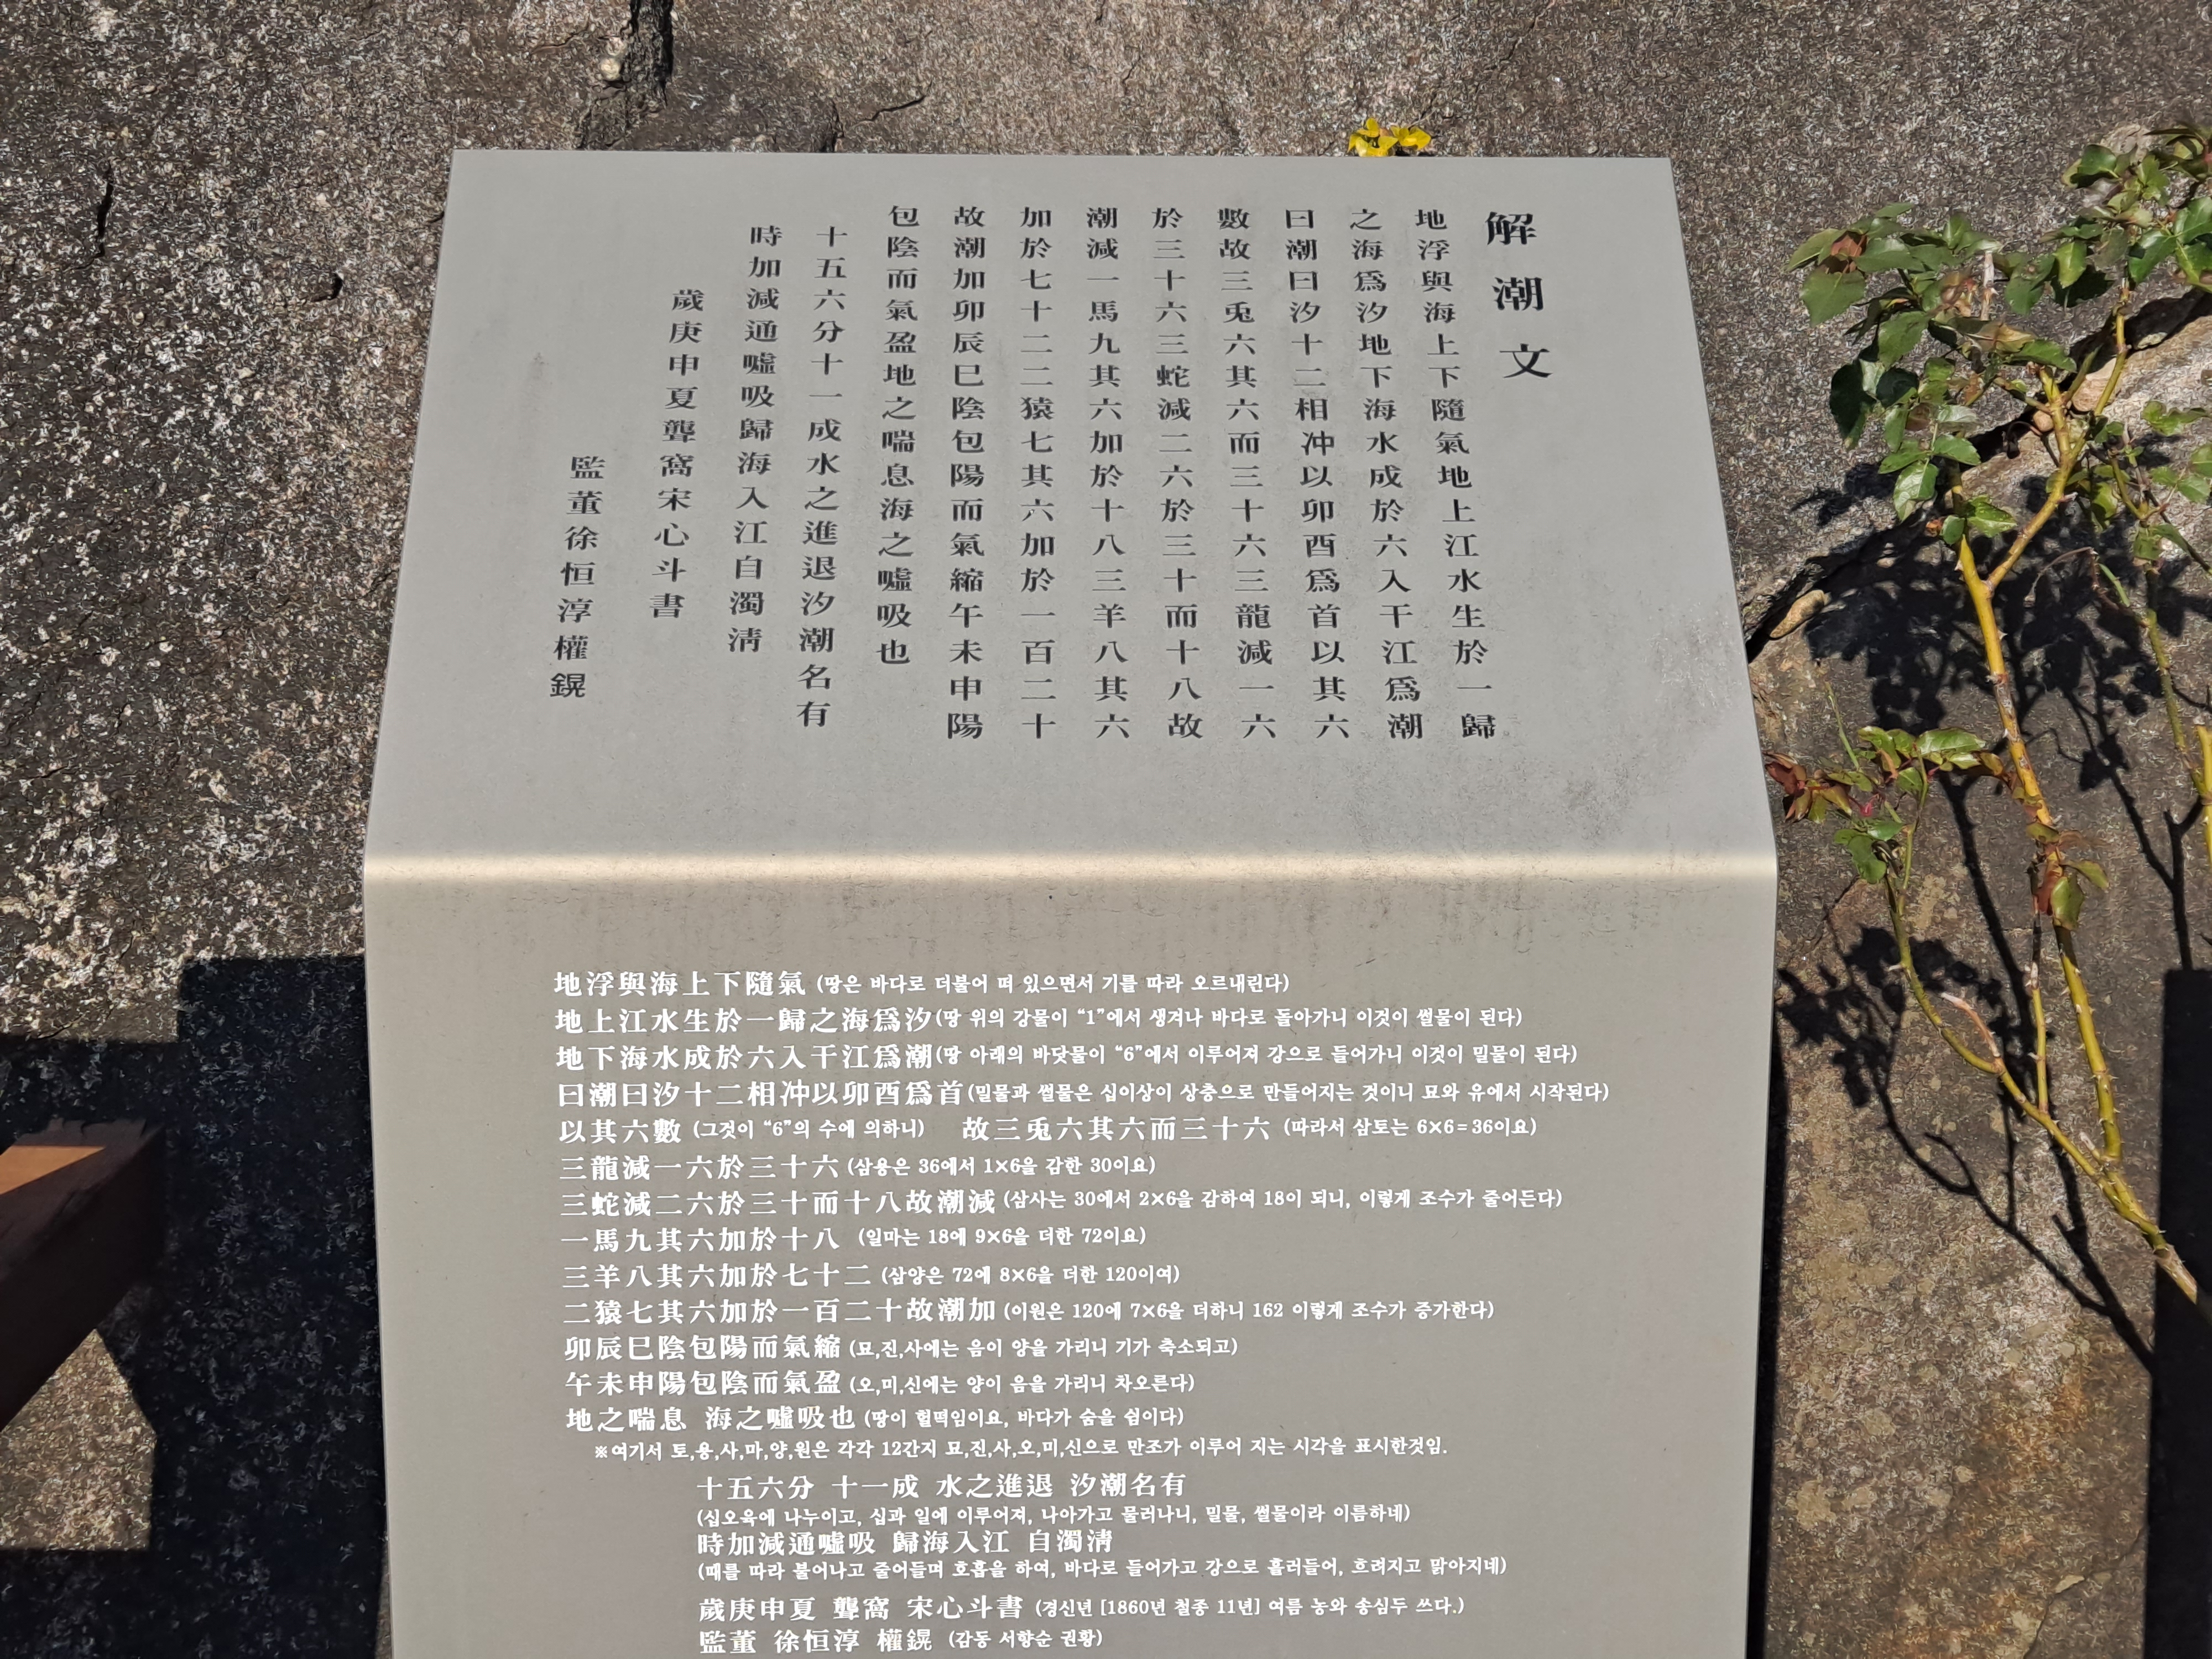 解潮文
地浮與海上下隨氣地上江水生於一歸
之海爲汐地下海水成於六入干江爲潮
曰潮曰汐十二相冲以卯酉爲首以其六
數故三兎六其六而三十六三龍減一六
於三十六三蛇減二六於三十而十八故
潮減一馬九其六加於十八三羊八其六
加於七十二二猿七其六加於一百二十
故潮加卯辰巳陰包陽而氣縮午未申陽
包陰而氣盈地之喘息海之噓吸也
十五六分十一成水之進退汐潮名有
時加減通噓吸歸海入江自濁淸
歲庚申夏聾窩宋心斗書
監董徐恒淳權鎤
地浮與海上下隨氣 (땅은 바다로 더불어 떠 있으면서 기를 따라 오르내린다)
地上江水生於一歸之海爲汐(땅 위의 강물이 “1”에서 생겨나 바다로 돌아가니 이것이 썰물이 된다)
地下海水成於六入干江爲潮(땅 아래의 바닷물이 “6”에서 이루어져 강으로 들어가니 이것이 밀물이 된다)
曰潮曰汐十二相冲以卯酉爲首(밀물과 썰물은 십이상이 상충으로 만들어지는 것이니 묘와 유에서 시작된다)
以其六數 (그것이 “6”의 수에 의하니) 故三兎六其六而三十六 (따라서 삼토는 6×6=36이요)
三龍減一六於三十六 (삼용은 36에서 1×6을 감한 30이요)
三蛇減二六於三十而十八故潮減 (삼사는 30에서 2×6을 감하여 18이 되니, 이렇게 조수가 줄어든다)
一馬九其六加於十八 (일마는 18에 9×6을 더한 72이요)
三羊八其六加於七十二 (삼양은 72에 8×6을 더한 120이여)
二猿七其六加於一百二十故潮加 (이원은 120에 7×6을 더하니 162 이렇게 조수가 증가한다)
卯辰巳陰包陽而氣縮 (묘,진,사에는 음이 양을 가리니 기가 축소되고)
午未申陽包陰而氣盈 (오,미,신에는 양이 음을 가리니 차오른다)
地之喘息 海之噓吸也 (땅이 헐떡임이요, 바다가 숨을 쉼이다)
※여기서 토,용,사,마,양,원은 각각 12간지 묘,진,사,오,미,신으로 만조가 이루어 지는 시각을 표시한것임.
十五六分 十一成 水之進退 汐潮名有
(십오육에 나누이고, 십과 일에 이루어져, 나아가고 물러나니, 밀물, 썰물이라 이름하네)
時加減通噓吸 歸海入江 自濁淸
(때를 따라 불어나고 줄어들며 호흡을 하여, 바다로 들어가고 강으로 흘러들어, 흐려지고 맑아지네)
歲庚申夏 聾窩 宋心斗書 (경신년 [1860년 철종 11년] 여름 농와 송심두 쓰다.)
監董 徐恒淳 權鎤 (감동 서향순 권황)